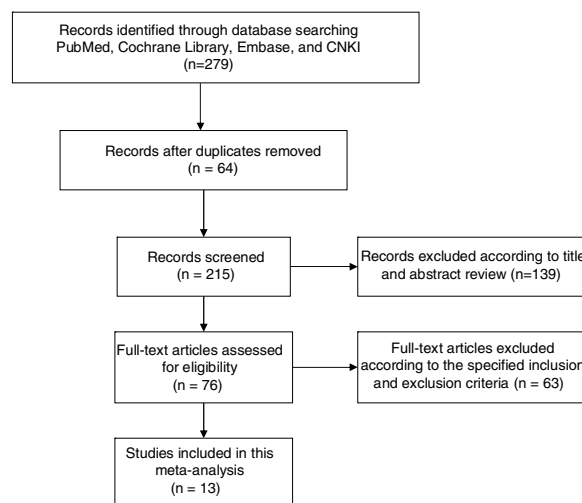 Records identified through database searching
PubMed, Cochrane Library, Embase, and CNKI
(n=279)
Records after duplicates removed
(n = 64)
Records screened
(n = 215)
Records excluded according to title
and abstract review (n=139)
Full-text articles assessed
for eligibility
(n = 76)
Full-text articles excluded
according to the specified inclusion
and exclusion criteria (n = 63)
Studies included in this
meta-analysis
(n = 13)